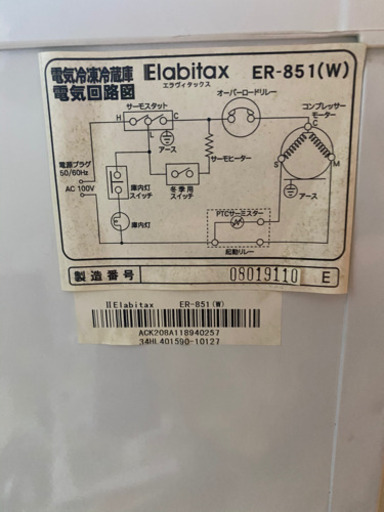 電気冷凍冷蔵庫
電気回路図
Elabitax ER-851(W)
エラヴィタックス
サーモスタット
オーバーロードリレー
コンプレッサー
モーター
H
C
L
アース
C
電源プラグ
50/60Hz
AC 100V
庫内灯
スイッチ
冬季用
スイッチ
サーモヒーター
S
M
アース
庫内灯
PTCサーミスター
起動リレー
製造番号 08019110 E
Elabitax ER-851(W)
ACK208A118940257
34HL401590-10127